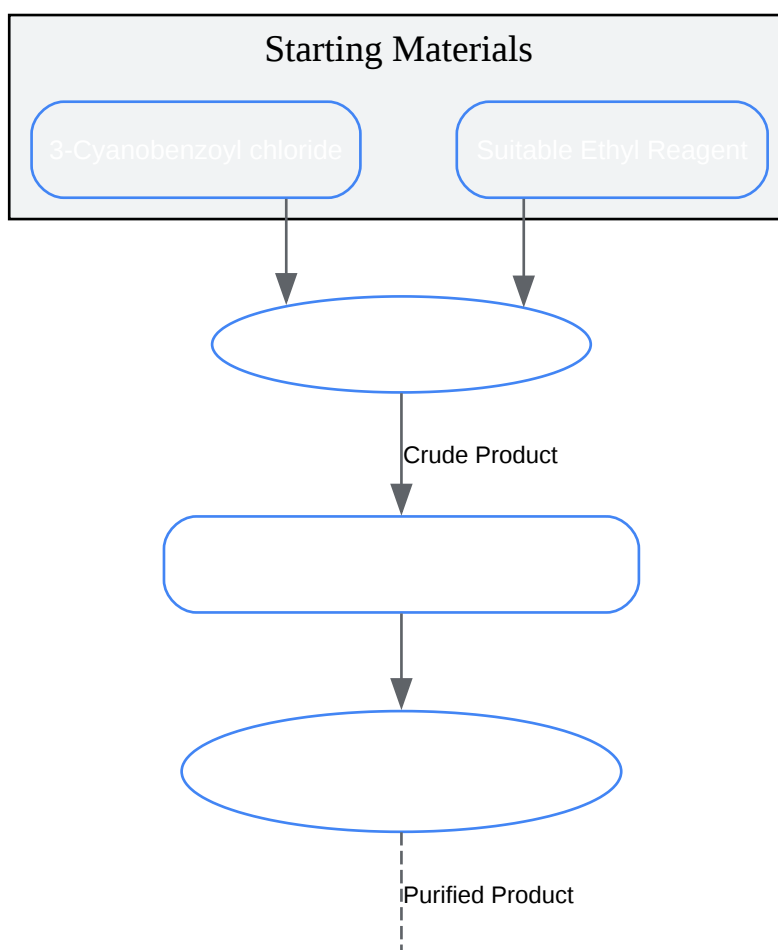 Starting Materials
3-Cyanobenzoyl chloride
Suitable Ethyl Reagent
Crude Product
Purified Product